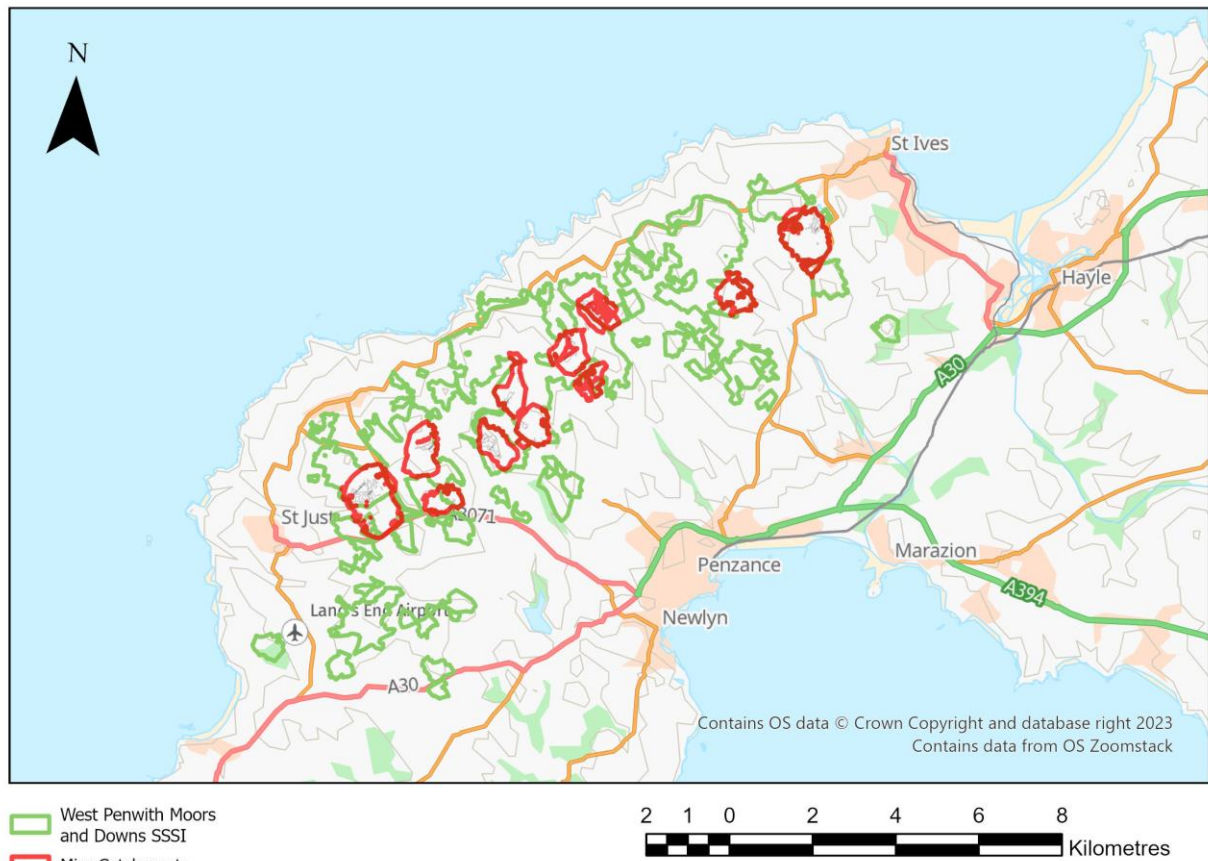 N
St Ives
Hayle
A30
St Just
A3071
Marazion
Penzance
A394
Land's End Airport
Newlyn
A30
Contains OS data © Crown Copyright and database right 2023
Contains data from OS Zoomstack
West Penwith Moors
and Downs SSSI
2 1 0 2 4 6 8
Kilometres